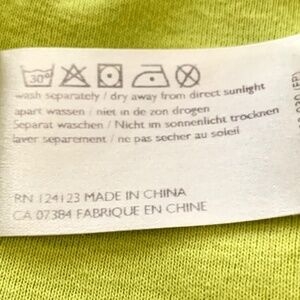 30°
wash separately / dry away from direct sunlight
apart wassen / niet in de zon drogen
Separat waschen / Nicht im sonnenlicht trocknen
laver separement / ne pas secher au soleil
RN 124123 MADE IN CHINA
CA 07384 FABRIQUE EN CHINE